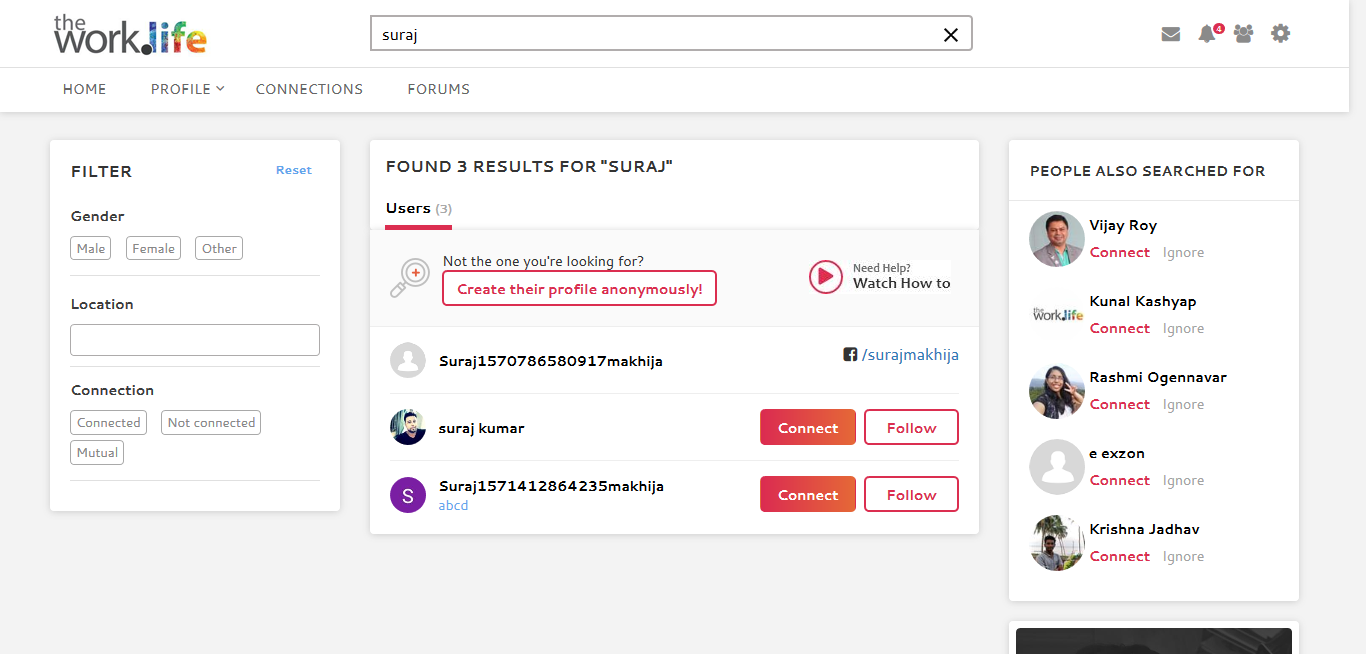 the
work.life
suraj
4
HOME PROFILE CONNECTIONS FORUMS
FILTER Reset
Gender
Male Female Other
Location
Connection
Connected Not connected
Mutual
FOUND 3 RESULTS FOR "SURAJ"
Users (3)
Not the one you're looking for?
Create their profile anonymously!
Need Help?
Watch How to
Suraj1570786580917makhija
/surajmakhija
suraj kumar
Connect Follow
S
Suraj1571412864235makhija
abcd
Connect Follow
PEOPLE ALSO SEARCHED FOR
Vijay Roy
Connect Ignore
the
work.life
Kunal Kashyap
Connect Ignore
Rashmi Ogennavar
Connect Ignore
e exzon
Connect Ignore
Krishna Jadhav
Connect Ignore